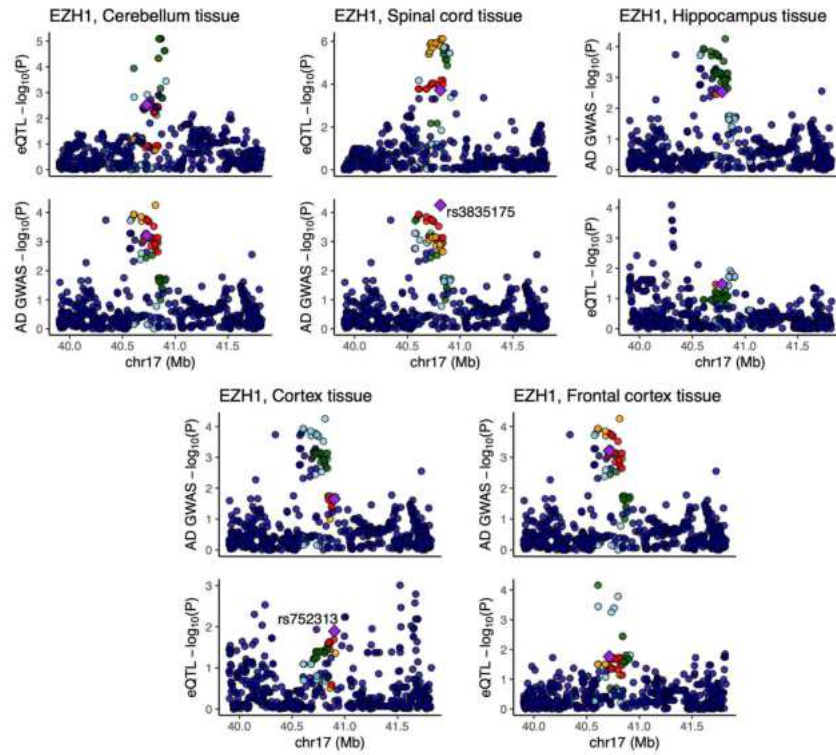 EZH1, Cerebellum tissue
eQTL − log10(P)
5
4
3
2
1
0
AD GWAS − log10(P)
4
3
2
1
0
40.0 40.5 41.0 41.5
chr17 (Mb)
EZH1, Spinal cord tissue
eQTL − log10(P)
6
4
2
0
rs3835175
AD GWAS − log10(P)
4
3
2
1
0
40.0 40.5 41.0 41.5
chr17 (Mb)
EZH1, Hippocampus tissue
AD GWAS − log10(P)
4
3
2
1
0
eQTL − log10(P)
4
3
2
1
0
40.0 40.5 41.0 41.5
chr17 (Mb)
EZH1, Cortex tissue
AD GWAS − log10(P)
4
3
2
1
0
rs752313
eQTL − log10(P)
3
2
1
0
40.0 40.5 41.0 41.5
chr17 (Mb)
EZH1, Frontal cortex tissue
AD GWAS − log10(P)
4
3
2
1
0
eQTL − log10(P)
4
3
2
1
0
40.0 40.5 41.0 41.5
chr17 (Mb)